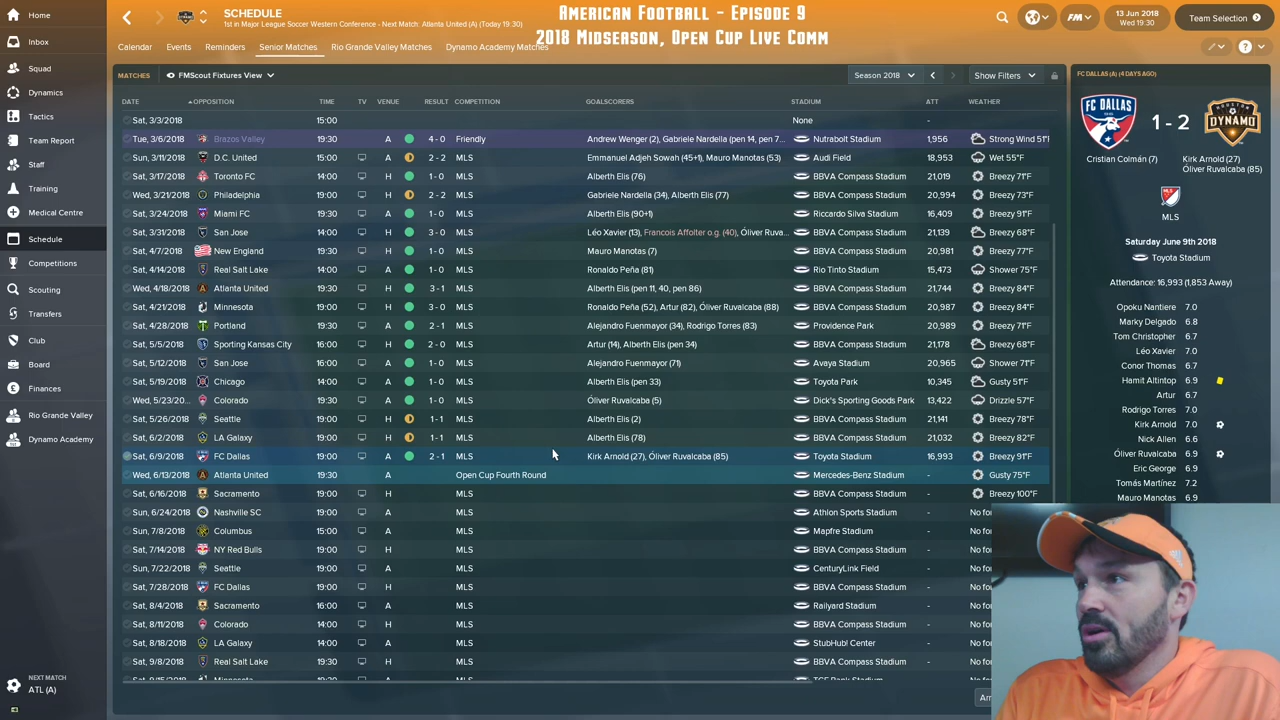 Home
Inbox
Squad
Dynamics
Tactics
Team Report
Staff
Training
Medical Centre
Schedule
Competitions
Scouting
Transfers
Club
Board
Finances
Rio Grande Valley
Dynamo Academy
NEXT MATCH
ATL (A)
SCHEDULE
1st in Major League Soccer Western Conference - Next Match: Atlanta United (A) (Today 19:30)
American Football - Episode 9
2018 Midseason, Open Cup Live Comm
FM
13 Jun 2018
Wed 19:30
Team Selection
Calendar Events Reminders Senior Matches Rio Grande Valley Matches Dynamo Academy Matches
MATCHES FMScout Fixtures View Season 2018 Show Filters
DATE OPPOSITION TIME TV VENUE RESULT COMPETITION GOALSCORERS STADIUM ATT WEATHER
Sat, 3/3/2018 15:00 None
Tue, 3/6/2018 Brazos Valley 19:30 A 4 - 0 Friendly Andrew Wenger (2), Gabriele Nardella (pen 14, pen 7... Nutrabolt Stadium 1,956 Strong Wind 51°F
Sun, 3/11/2018 D.C. United 15:00 A 2 - 2 MLS Emmanuel Adjeh Sowah (45+1), Mauro Manotas (53) Audi Field 18,953 Wet 55°F
Sat, 3/17/2018 Toronto FC 14:00 H 1 - 0 MLS Alberth Elis (76) BBVA Compass Stadium 21,019 Breezy 71°F
Wed, 3/21/2018 Philadelphia 19:30 H 2 - 2 MLS Gabriele Nardella (34), Alberth Elis (77) BBVA Compass Stadium 20,994 Breezy 73°F
Sat, 3/24/2018 Miami FC 19:30 A 1 - 0 MLS Alberth Elis (90+1) Riccardo Silva Stadium 16,409 Breezy 91°F
Sat, 3/31/2018 San Jose 14:00 H 3 - 0 MLS Léo Xavier (13), Francois Affolter o.g. (40), Óliver Ruva... BBVA Compass Stadium 21,139 Breezy 68°F
Sat, 4/7/2018 New England 19:30 H 1 - 0 MLS Mauro Manotas (7) BBVA Compass Stadium 20,981 Breezy 77°F
Sat, 4/14/2018 Real Salt Lake 14:00 A 1 - 0 MLS Ronaldo Peña (81) Rio Tinto Stadium 15,473 Shower 75°F
Wed, 4/18/2018 Atlanta United 19:30 H 3 - 1 MLS Alberth Elis (pen 11, 40, pen 86) BBVA Compass Stadium 21,744 Breezy 84°F
Sat, 4/21/2018 Minnesota 19:00 H 3 - 0 MLS Ronaldo Peña (52), Artur (82), Óliver Ruvalcaba (88) BBVA Compass Stadium 20,987 Breezy 84°F
Sat, 4/28/2018 Portland 19:30 A 2 - 1 MLS Alejandro Fuenmayor (34), Rodrigo Torres (83) Providence Park 20,989 Breezy 71°F
Sat, 5/5/2018 Sporting Kansas City 16:00 H 2 - 0 MLS Artur (14), Alberth Elis (pen 34) BBVA Compass Stadium 21,178 Breezy 68°F
Sat, 5/12/2018 San Jose 16:00 A 1 - 0 MLS Alejandro Fuenmayor (71) Avaya Stadium 20,965 Shower 71°F
Sat, 5/19/2018 Chicago 14:00 A 1 - 0 MLS Alberth Elis (pen 33) Toyota Park 10,345 Gusty 51°F
Wed, 5/23/20... Colorado 19:30 A 1 - 0 MLS Óliver Ruvalcaba (5) Dick's Sporting Goods Park 13,422 Drizzle 57°F
Sat, 5/26/2018 Seattle 19:00 H 1 - 1 MLS Alberth Elis (2) BBVA Compass Stadium 21,141 Breezy 78°F
Sat, 6/2/2018 LA Galaxy 19:00 H 1 - 1 MLS Alberth Elis (78) BBVA Compass Stadium 21,032 Breezy 82°F
Sat, 6/9/2018 FC Dallas 19:00 A 2 - 1 MLS Kirk Arnold (27), Óliver Ruvalcaba (85) Toyota Stadium 16,993 Breezy 91°F
Wed, 6/13/2018 Atlanta United 19:30 A Open Cup Fourth Round Mercedes-Benz Stadium - Gusty 75°F
Sat, 6/16/2018 Sacramento 19:00 H MLS BBVA Compass Stadium - Breezy 100°F
Sun, 6/24/2018 Nashville SC 19:00 A MLS Athlon Sports Stadium - No fo
Sun, 7/8/2018 Columbus 15:00 A MLS Mapfre Stadium - No fo
Sat, 7/14/2018 NY Red Bulls 19:00 H MLS BBVA Compass Stadium - No fo
Sun, 7/22/2018 Seattle 19:00 A MLS CenturyLink Field - No fo
Sat, 7/28/2018 FC Dallas 19:00 H MLS BBVA Compass Stadium - No fo
Sat, 8/4/2018 Sacramento 16:00 A MLS Railyard Stadium - No fo
Sat, 8/11/2018 Colorado 14:00 H MLS BBVA Compass Stadium - No fo
Sat, 8/18/2018 LA Galaxy 14:00 A MLS StubHub! Center - No fo
Sat, 9/8/2018 Real Salt Lake 19:30 H MLS BBVA Compass Stadium - No fo
FC DALLAS (A) (4 DAYS AGO)
FC DALLAS
DYNAMO
1 - 2
Cristian Colmán (7)
Kirk Arnold (27)
Óliver Ruvalcaba (85)
MLS
Saturday June 9th 2018
Toyota Stadium
Attendance: 16,993 (1,853 Away)
Opoku Nantiere 7.0
Marky Delgado 6.8
Tom Christopher 6.7
Léo Xavier 7.0
Conor Thomas 6.7
Hamit Altintop 6.9
Artur 6.7
Rodrigo Torres 7.0
Kirk Arnold 7.0
Nick Allen 6.6
Óliver Ruvalcaba 6.9
Eric George 6.9
Tomás Martínez 7.2
Mauro Manotas 6.9